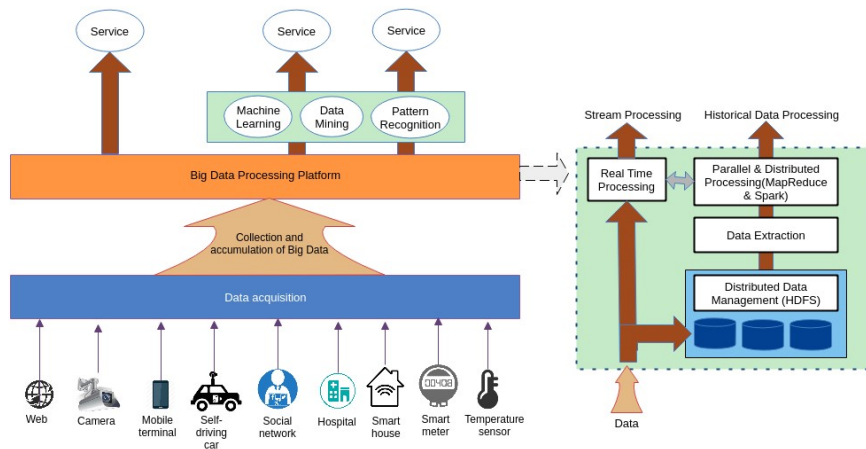 Service
Service
Service
Machine
Learning
Data
Mining
Pattern
Recognition
Big Data Processing Platform
Collection and
accumulation of Big Data
Data acquisition
Web
Camera
Mobile
terminal
Self-
driving
car
Social
network
Hospital
Smart
house
00408
Smart
meter
Temperature
sensor
Stream Processing
Historical Data Processing
Real Time
Processing
Parallel & Distributed
Processing(MapReduce
& Spark)
Data Extraction
Distributed Data
Management (HDFS)
Data